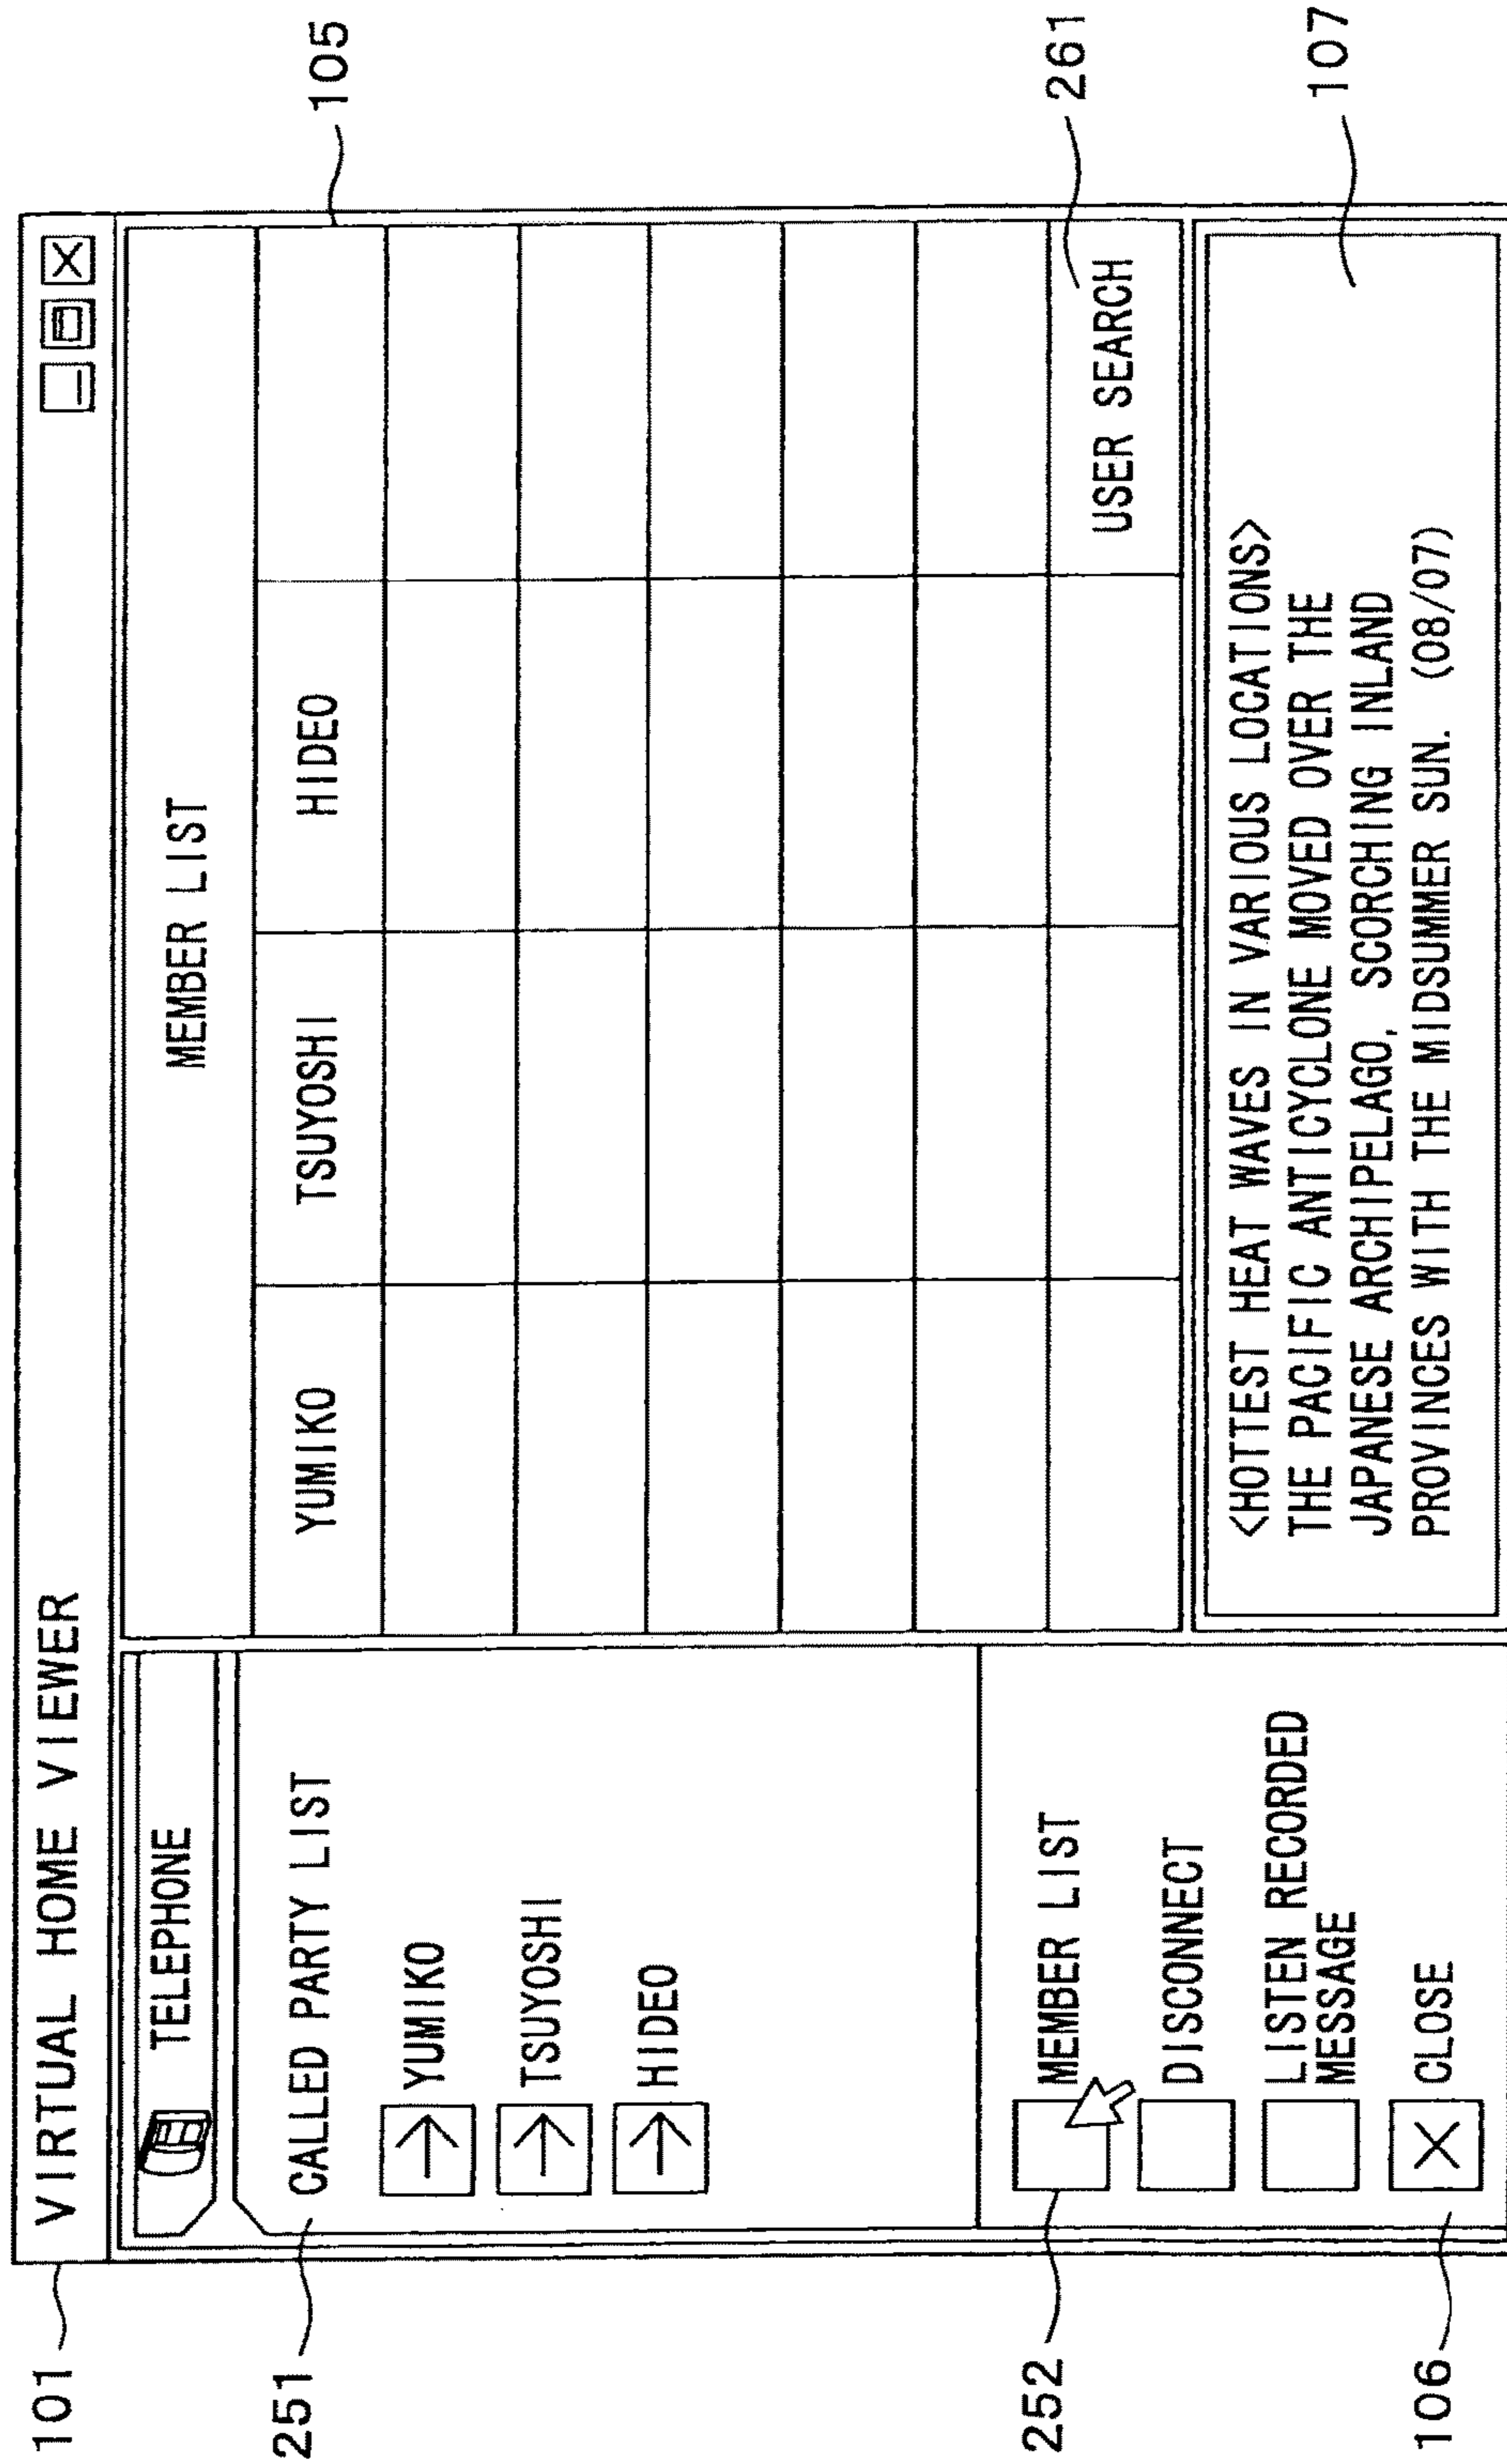 101
VIRTUAL HOME VIEWER
TELEPHONE
251
CALLED PARTY LIST
YUMIKO
TSUYOSHI
HIDEO
252
MEMBER LIST
DISCONNECT
LISTEN RECORDED
MESSAGE
106
CLOSE
MEMBER LIST
105
YUMIKO TSUYOSHI HIDEO
USER SEARCH
261
<HOTTEST HEAT WAVES IN VARIOUS LOCATIONS>
THE PACIFIC ANTICYCLONE MOVED OVER THE
JAPANESE ARCHIPELAGO, SCORCHING INLAND
PROVINCES WITH THE MIDSUMMER SUN. (08/07)
107